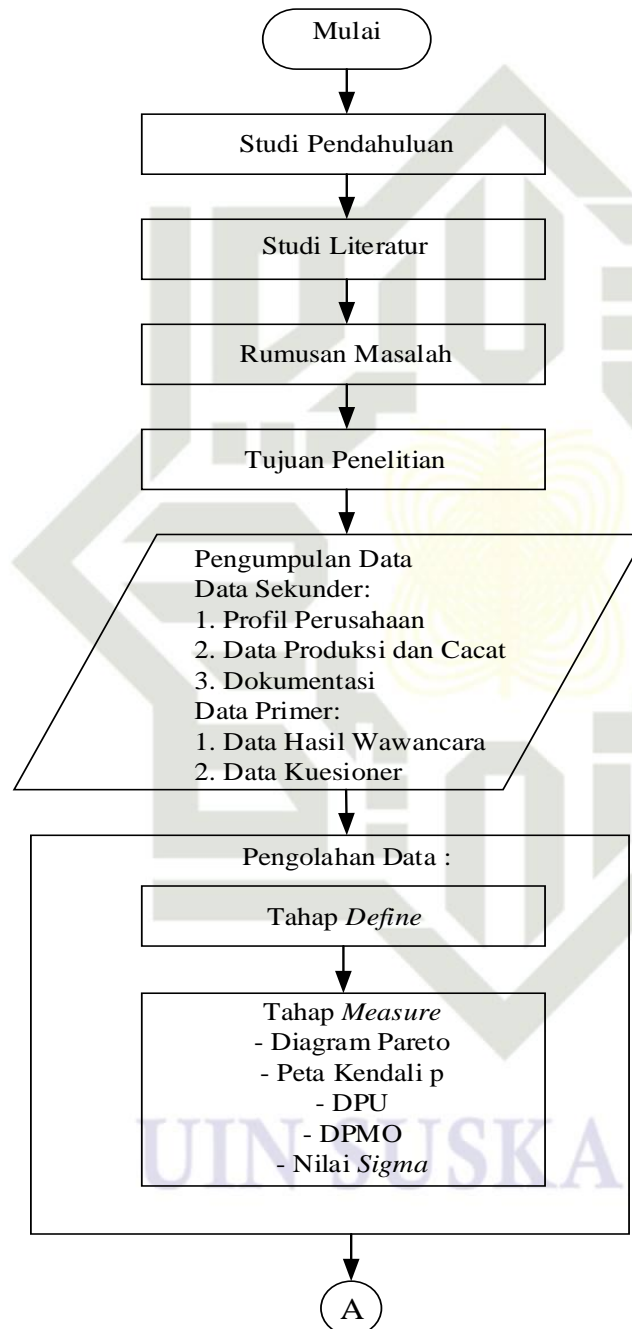 Mulai
Studi Pendahuluan
Studi Literatur
Rumusan Masalah
Tujuan Penelitian
Pengumpulan Data
Data Sekunder:
1. Profil Perusahaan
2. Data Produksi dan Cacat
3. Dokumentasi
Data Primer:
1. Data Hasil Wawancara
2. Data Kuesioner
Pengolahan Data :
Tahap Define
Tahap Measure
- Diagram Pareto
- Peta Kendali p
- DPU
- DPMO
- Nilai Sigma
UIN SUSKA
A